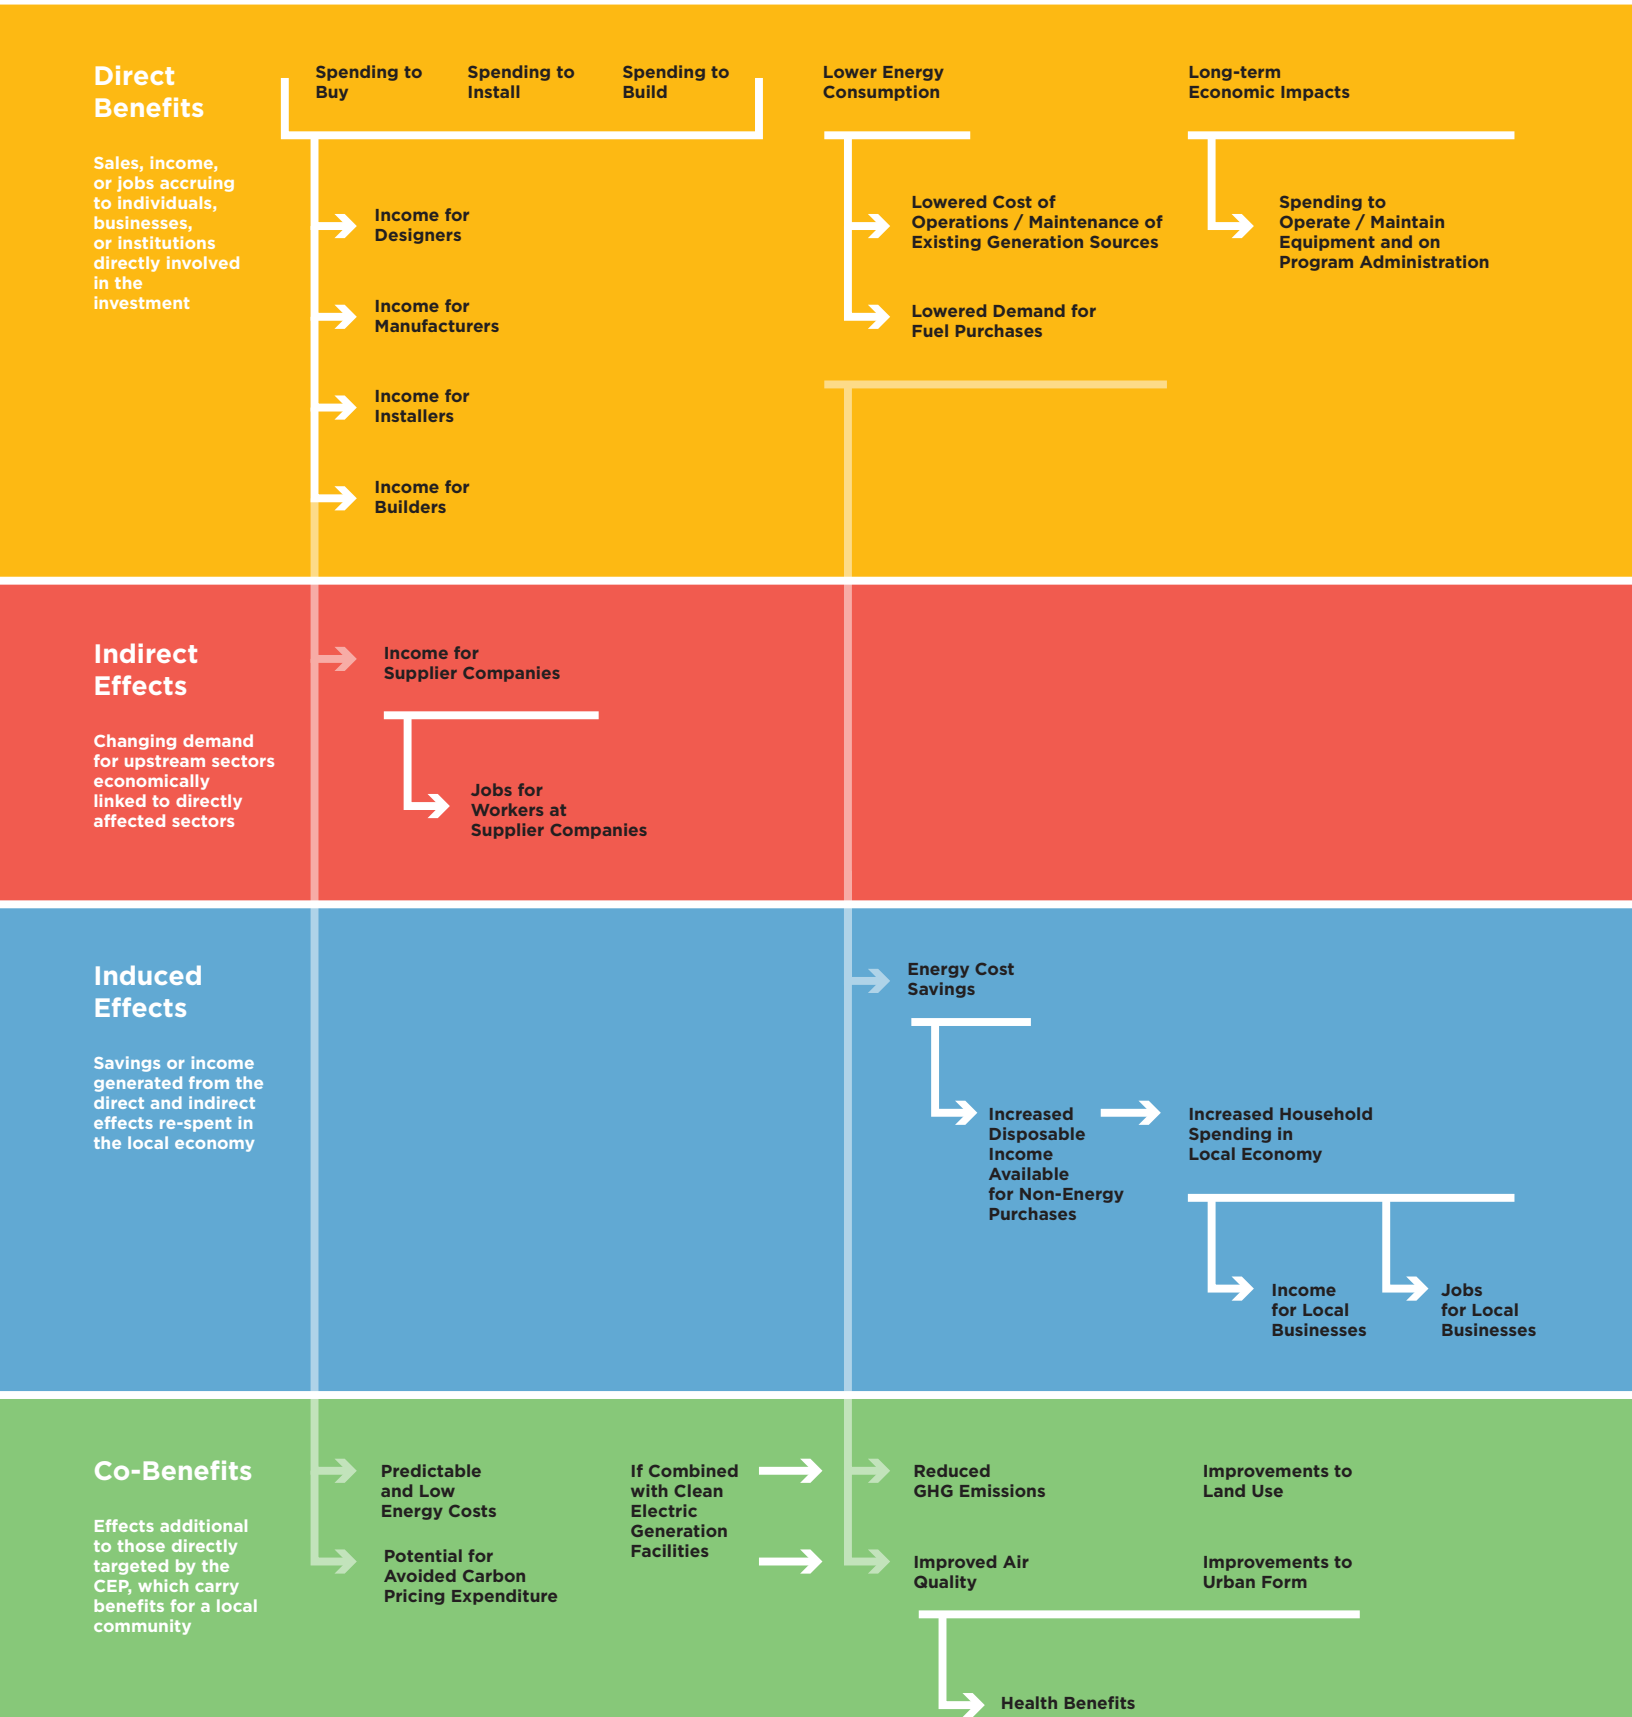 Direct
Benefits
Sales, income,
or jobs accruing
to individuals,
businesses,
or institutions
directly involved
in the
investment
Spending to
Buy
Spending to
Install
Spending to
Build
Income for
Designers
Income for
Manufacturers
Income for
Installers
Income for
Builders
Lower Energy
Consumption
Lowered Cost of
Operations / Maintenance of
Existing Generation Sources
Lowered Demand for
Fuel Purchases
Long-term
Economic Impacts
Spending to
Operate / Maintain
Equipment and on
Program Administration
Indirect
Effects
Changing demand
for upstream sectors
economically
linked to directly
affected sectors
Income for
Supplier Companies
Jobs for
Workers at
Supplier Companies
Induced
Effects
Savings or income
generated from the
direct and indirect
effects re-spent in
the local economy
Energy Cost
Savings
Increased
Disposable
Income
Available
for Non-Energy
Purchases
Increased Household
Spending in
Local Economy
Income
for Local
Businesses
Jobs
for Local
Businesses
Co-Benefits
Effects additional
to those directly
targeted by the
CEP, which carry
benefits for a local
community
Predictable
and Low
Energy Costs
Potential for
Avoided Carbon
Pricing Expenditure
If Combined
with Clean
Electric
Generation
Facilities
Reduced
GHG Emissions
Improved Air
Quality
Improvements to
Land Use
Improvements to
Urban Form
Health Benefits